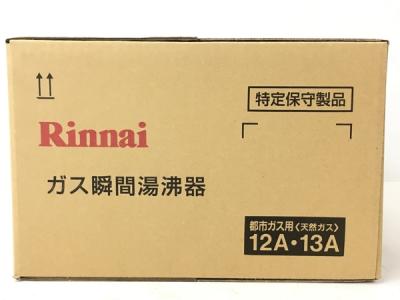 特定保守製品
Rinnai
ガス瞬間湯沸器
都市ガス用〈天然ガス〉
12A・13A